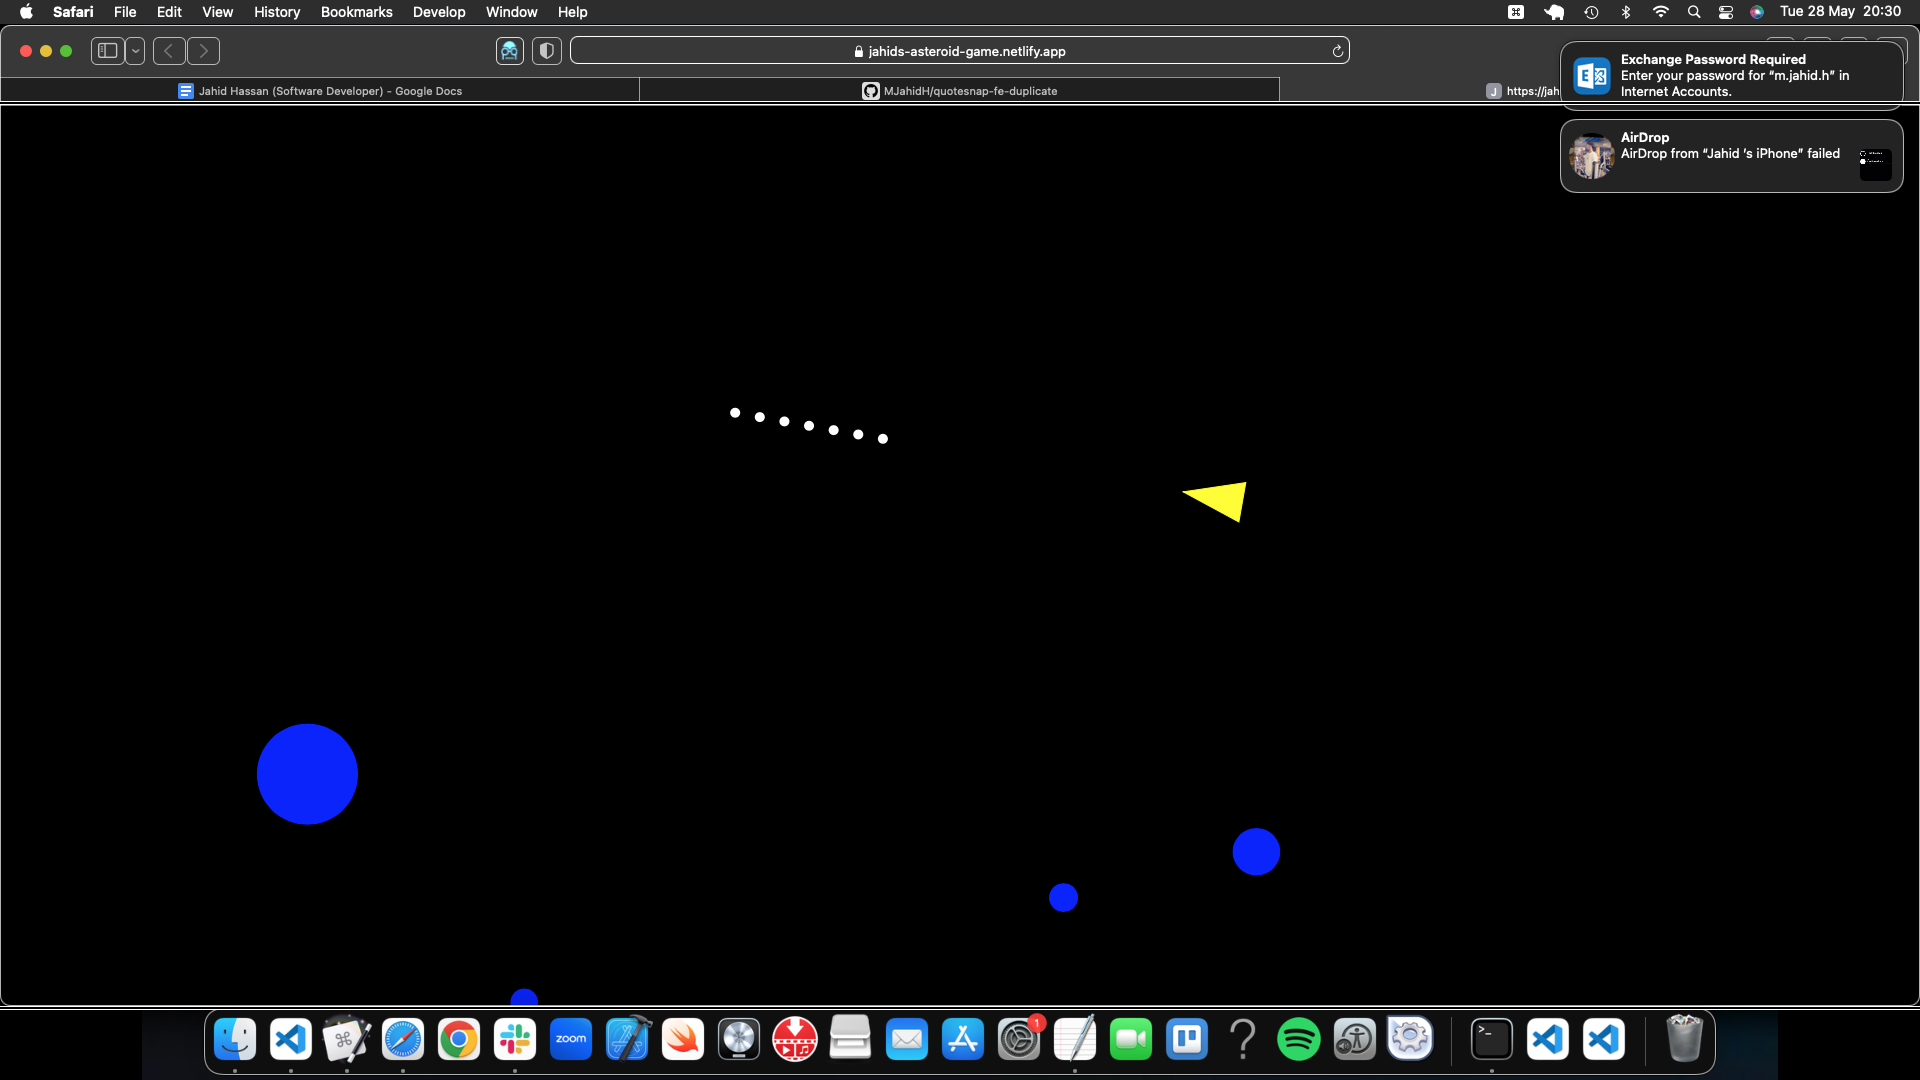 Safari File Edit View History Bookmarks Develop Window Help Tue 28 May 20:30
jahids-asteroid-game.netlify.app
Jahid Hassan (Software Developer) - Google Docs
MJahidH/quotesnap-fe-duplicate
J https://jah
Exchange Password Required
Enter your password for “m.jahid.h” in
Internet Accounts.
AirDrop
AirDrop from “Jahid ’s iPhone” failed
zoom
1